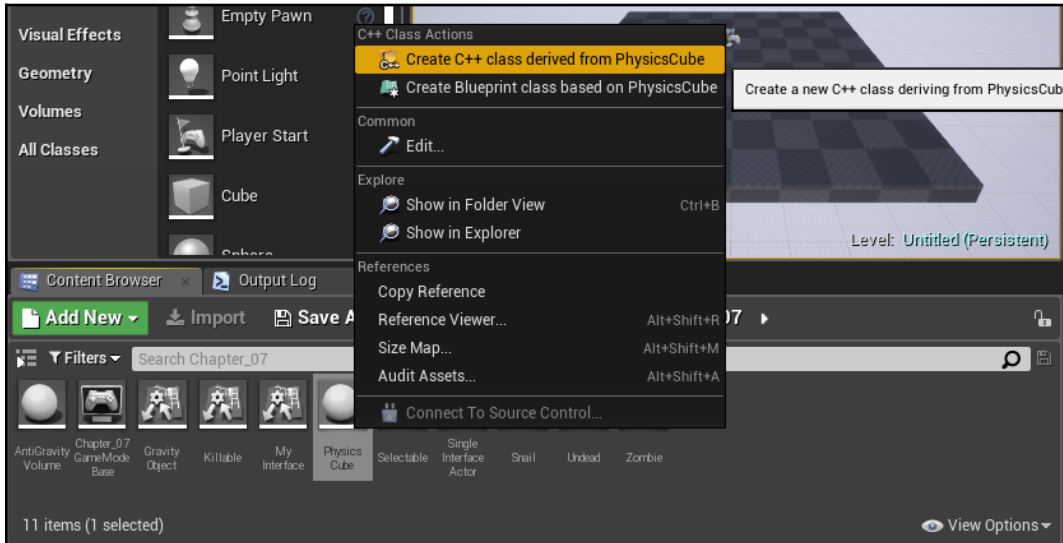 Visual Effects
Geometry
Volumes
All Classes
Empty Pawn
Point Light
Player Start
Cube
Sphere
C++ Class Actions
Create C++ class derived from PhysicsCube
Create Blueprint class based on PhysicsCube
Common
Edit...
Explore
Show in Folder View Ctrl+B
Show in Explorer
References
Copy Reference
Reference Viewer... Alt+Shift+R
Size Map... Alt+Shift+M
Audit Assets... Alt+Shift+A
Connect To Source Control...
Create a new C++ class deriving from PhysicsCub
Level: Untitled (Persistent)
Content Browser
Output Log
Add New
Import
Save A
07
Filters
Search Chapter_07
AntiGravity
Volume
Chapter_07
GameMode
Base
Gravity
Object
Killable
My
Interface
Physics
Cube
Selectable
Single
Interface
Actor
Snail
Undead
Zombie
11 items (1 selected)
View Options